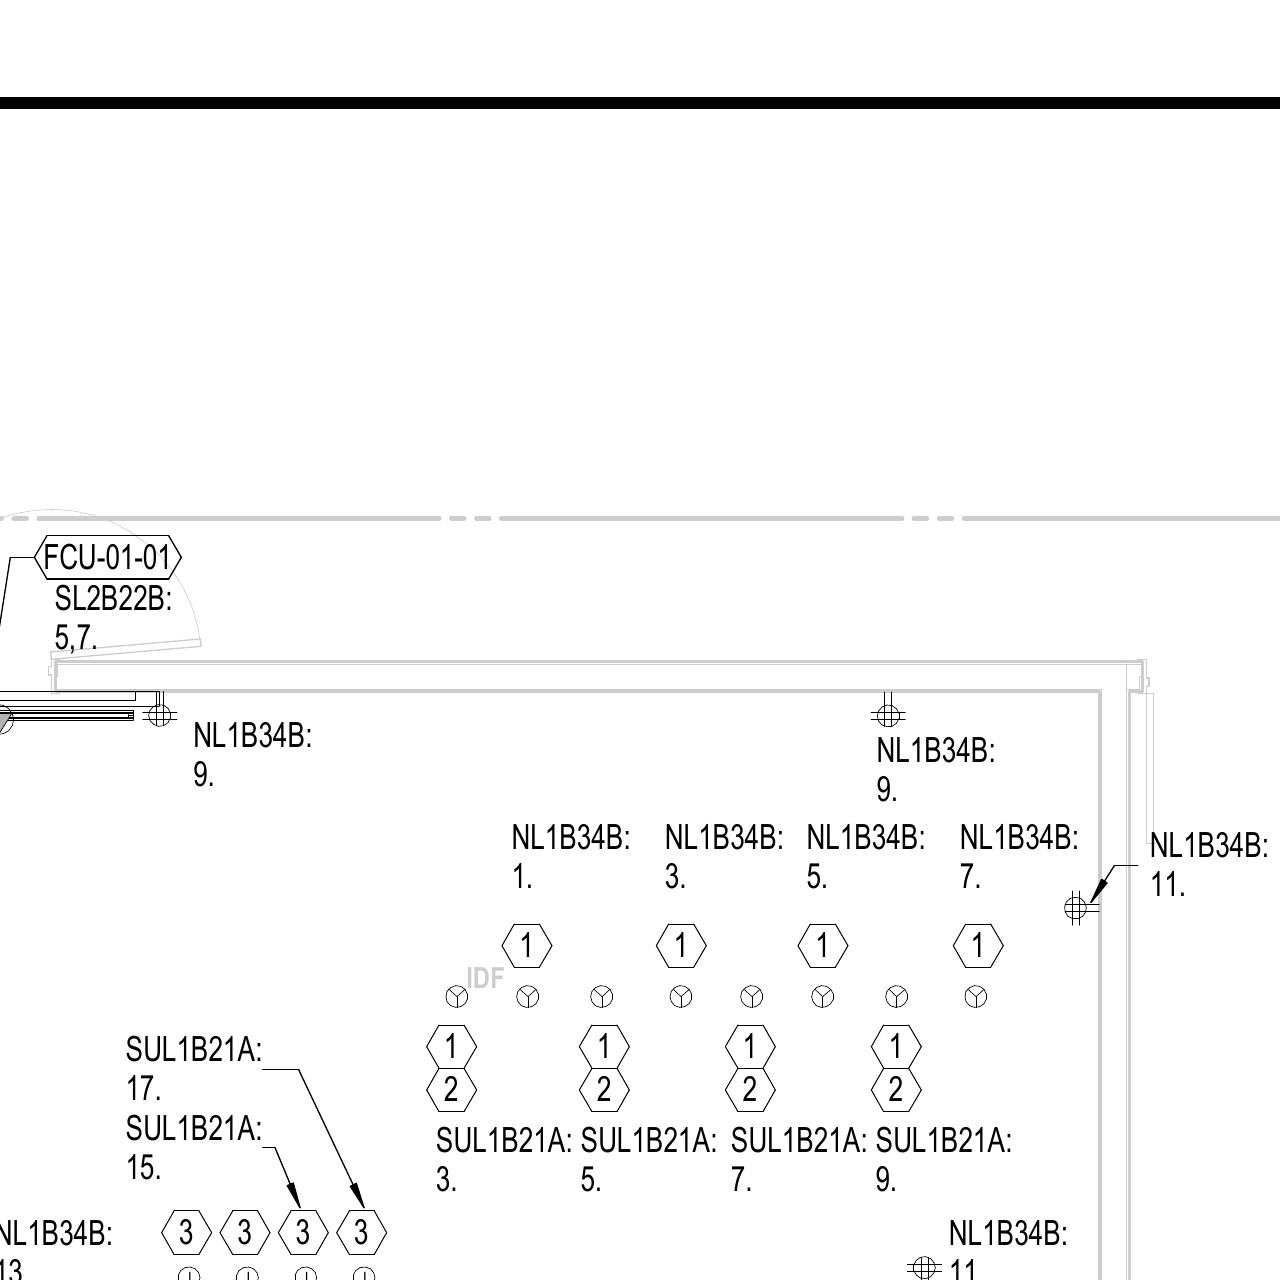 FCU-01-01
SL2B22B:
5,7.
NL1B34B:
9.
NL1B34B:
9.
NL1B34B:
1.
NL1B34B:
3.
NL1B34B:
5.
NL1B34B:
7.
NL1B34B:
11.
1 1 1 1
IDF
1 1 1 1
2 2 2 2
SUL1B21A:
17.
SUL1B21A:
15.
SUL1B21A:
3.
SUL1B21A:
5.
SUL1B21A:
7.
SUL1B21A:
9.
3 3 3 3
NL1B34B:
13
NL1B34B:
11